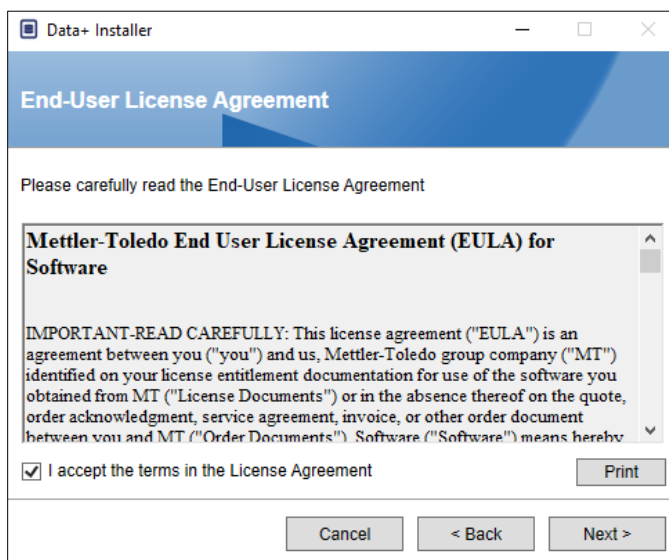 Data+ Installer
End-User License Agreement
Please carefully read the End-User License Agreement
Mettler-Toledo End User License Agreement (EULA) for
Software
IMPORTANT-READ CAREFULLY: This license agreement ("EULA") is an
agreement between you ("you") and us, Mettler-Toledo group company ("MT")
identified on your license entitlement documentation for use of the software you
obtained from MT ("License Documents") or in the absence thereof on the quote,
order acknowledgment, service agreement, invoice, or other order document
between you and MT ("Order Documents"). Software ("Software") means hereby
I accept the terms in the License Agreement
Print
Cancel
< Back
Next >